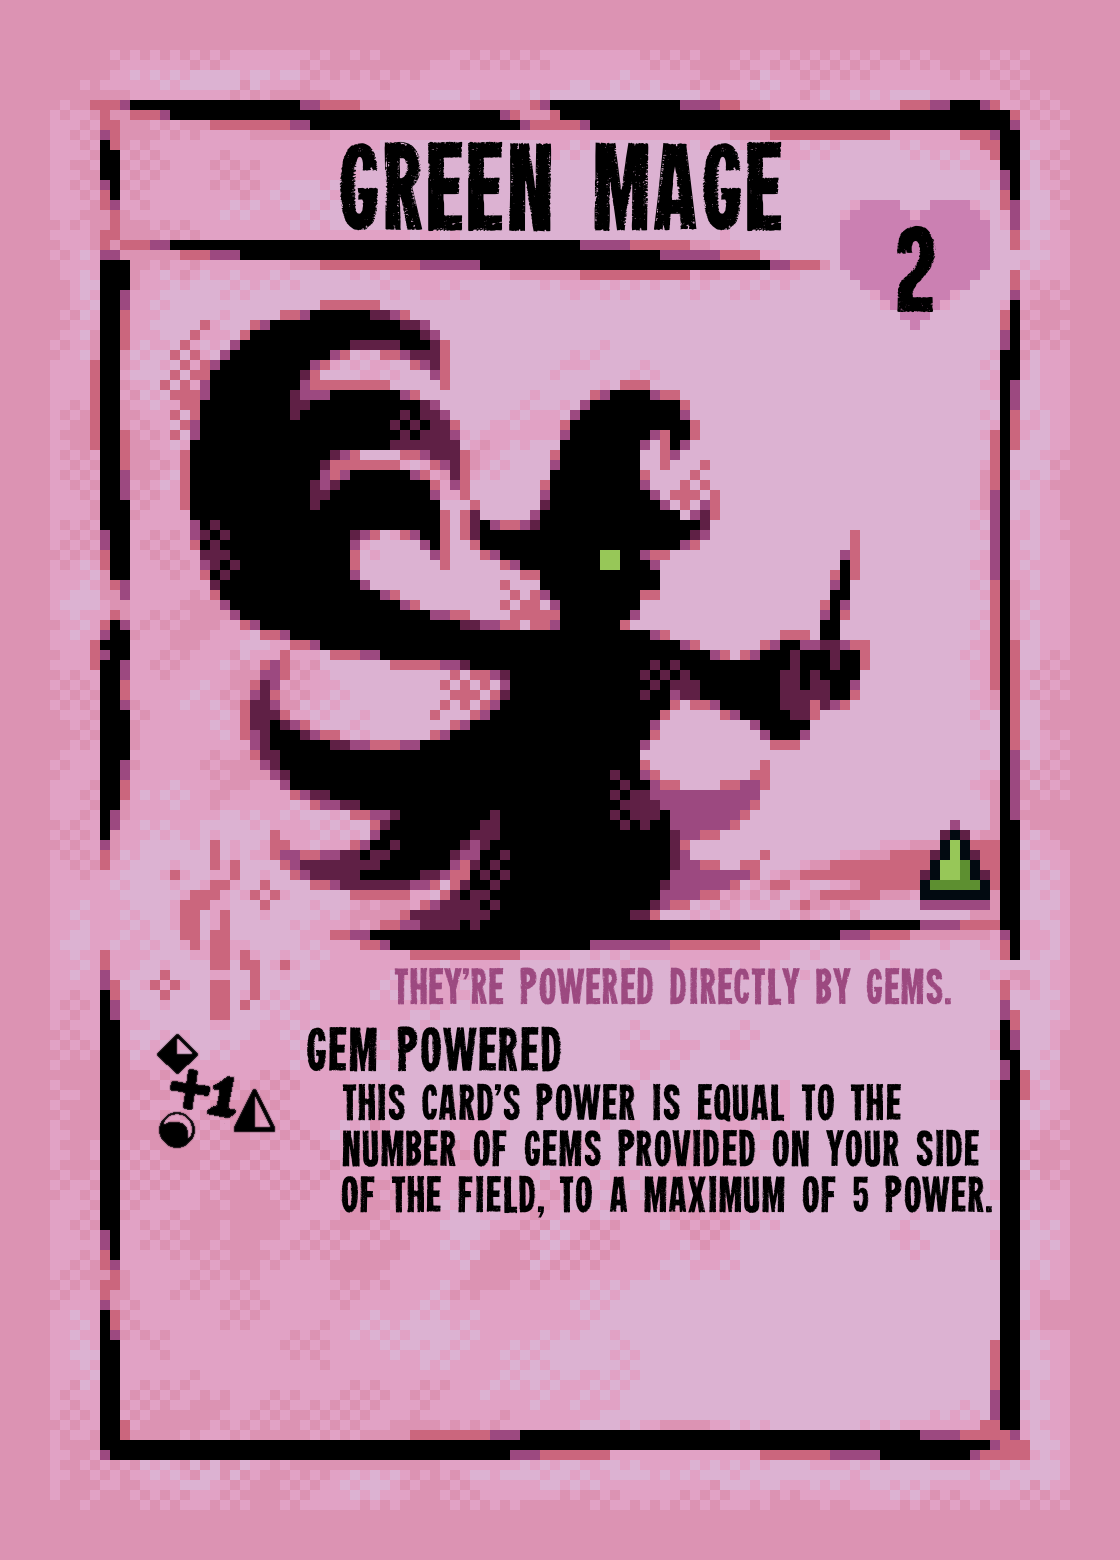 GREEN MAGE
2
THEY'RE POWERED DIRECTLY BY GEMS.
GEM POWERED
+1
THIS CARD'S POWER IS EQUAL TO THE
NUMBER OF GEMS PROVIDED ON YOUR SIDE
OF THE FIELD, TO A MAXIMUM OF 5 POWER.